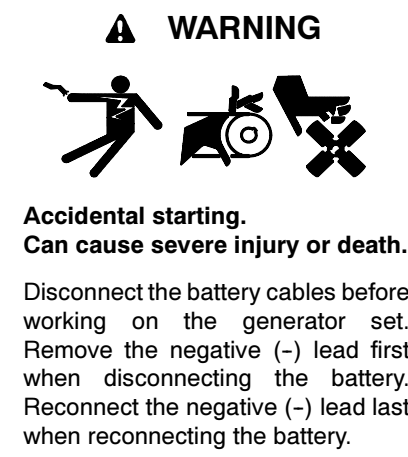 WARNING
Accidental starting.
Can cause severe injury or death.
Disconnect the battery cables before
working on the generator set.
Remove the negative (-) lead first
when disconnecting the battery.
Reconnect the negative (-) lead last
when reconnecting the battery.